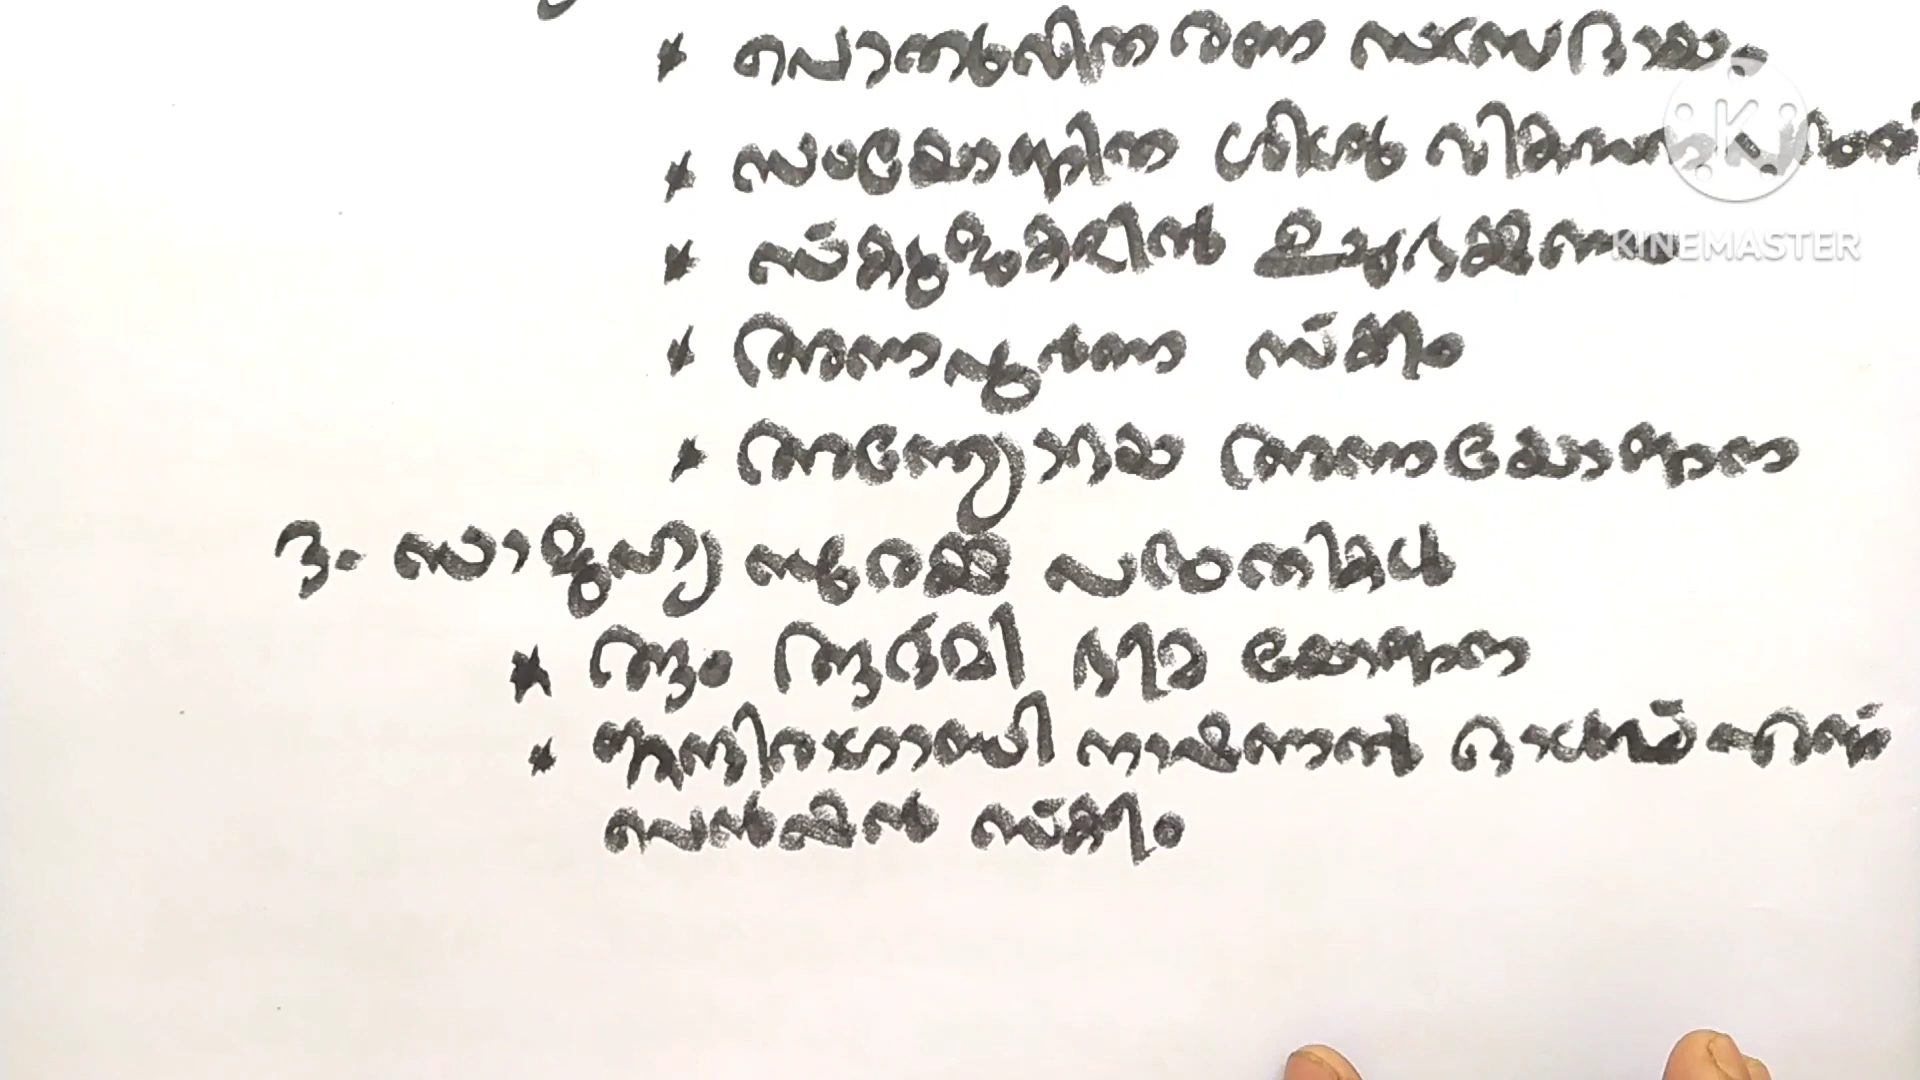 * പൊതുവിതരണ സമ്പ്രദായം
* സംയോജിത ശിശു വികസന
* സ്കൂളുകളിൽ ഉച്ചഭക്ഷണം
* അന്നപൂർണ്ണ സ്കീം
* അന്ത്യോദയ അന്നയോജന
3. സാമൂഹ്യ സുരക്ഷ പദ്ധതികൾ
* ആം ആദ്മി ബീമ യോജന
* ഇന്ദിരാഗാന്ധി നാഷണൽ ഓൾഡ് ഏജ്
പെൻഷൻ സ്കീം
KINEMASTER